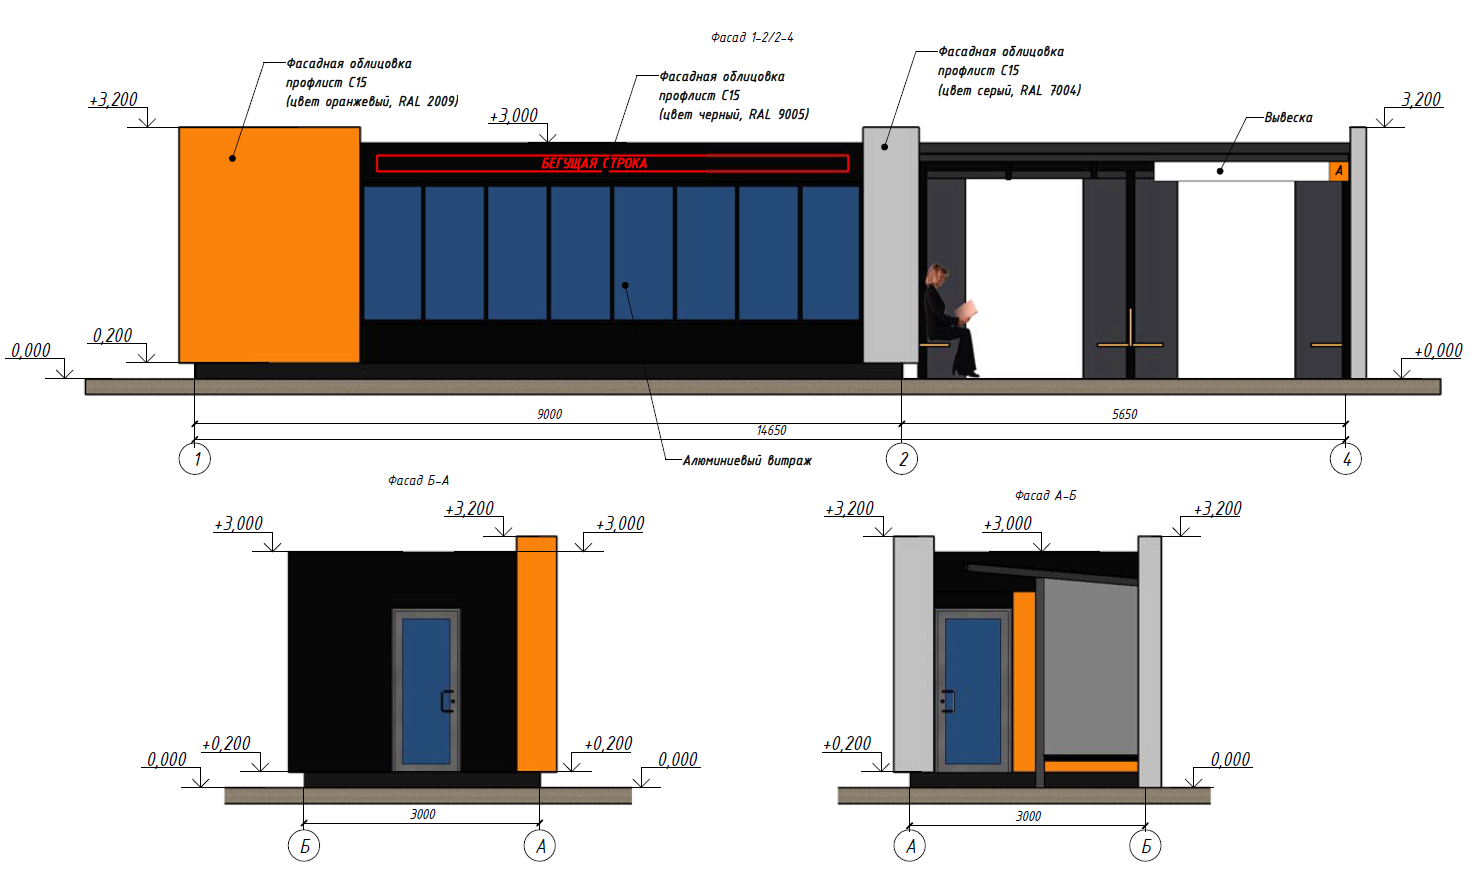 Фасад 1-2/2-4
Фасадная облицовка
профлист С15
(цвет оранжевый, RAL 2009)
Фасадная облицовка
профлист С15
(цвет черный, RAL 9005)
Фасадная облицовка
профлист С15
(цвет серый, RAL 7004)
+3,200
+3,000
3,200
Вывеска
БЕГУЩАЯ СТРОКА
А
0,000
0,200
+0,000
9000
5650
14650
1
2
4
Алюминиевый витраж
Фасад Б-А
+3,000
+3,200
+3,000
0,000
+0,200
+0,200
0,000
3000
Б
А
Фасад А-Б
+3,200
+3,000
+3,200
+0,200
0,000
3000
А
Б